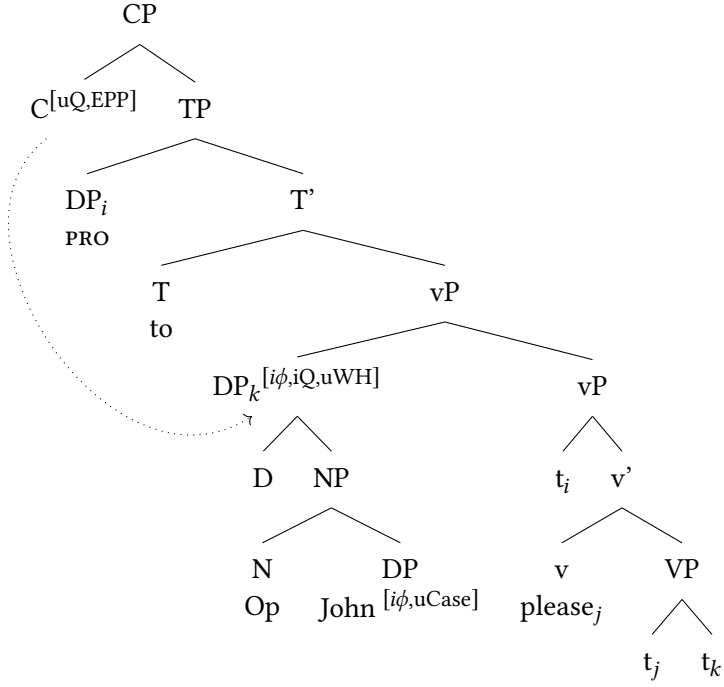 CP
C[uQ,EPP] TP
DPi T’
PRO
T vP
to
DPk[iϕ,iQ,uWH] vP
D NP ti v’
N DP v VP
Op John [iϕ,uCase] pleasej
tj tk